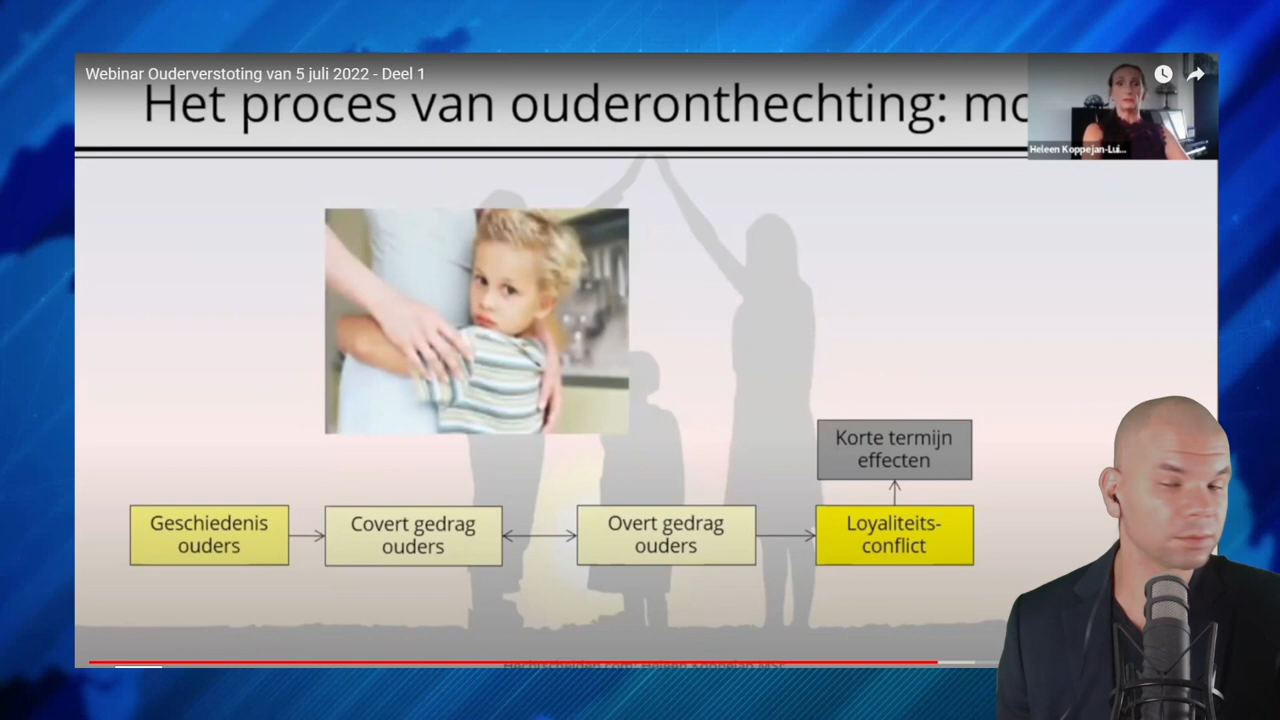 Webinar Ouderverstoting van 5 juli 2022 - Deel 1
Het proces van ouderonthechting:
Heleen Koppejan-Lui...
Korte termijn
effecten
Geschiedenis
ouders
Covert gedrag
ouders
Overt gedrag
ouders
Loyaliteits-
conflict